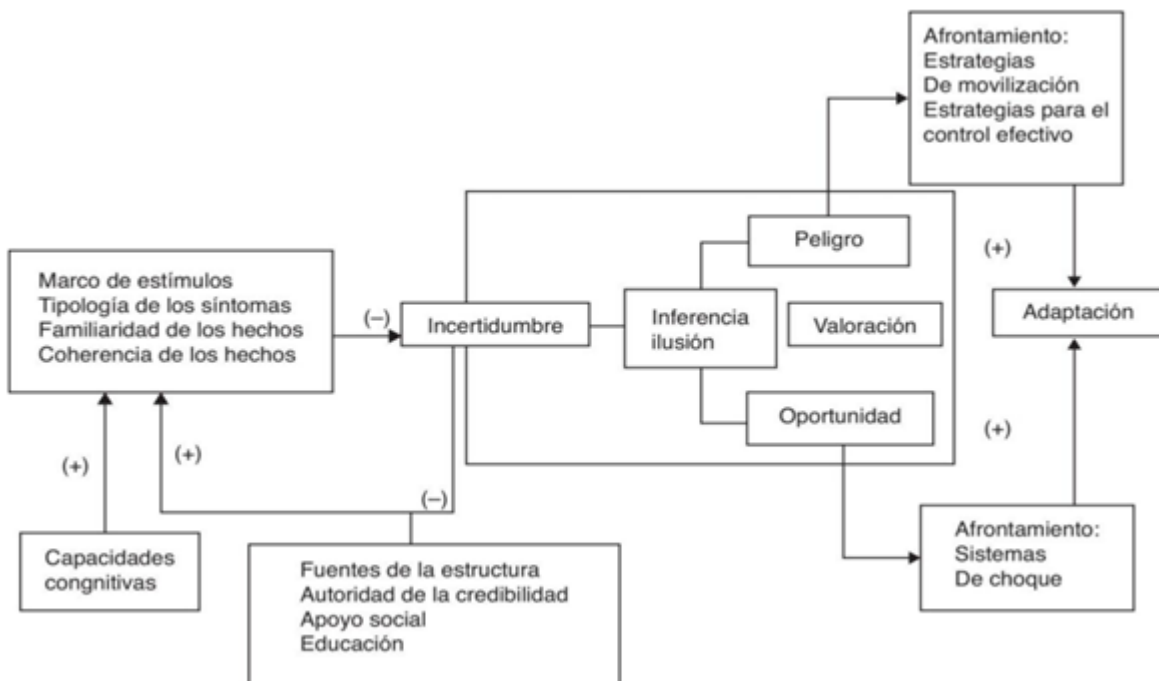 Afrontamiento:
Estrategias
De movilización
Estrategias para el
control efectivo
Marco de estímulos
Tipología de los síntomas
Familiaridad de los hechos
Coherencia de los hechos
(–)
Incertidumbre
Inferencia
ilusión
Peligro
Valoración
Oportunidad
(+)
Adaptación
(+)
(+)
(+)
(–)
Capacidades
congnitivas
Fuentes de la estructura
Autoridad de la credibilidad
Apoyo social
Educación
Afrontamiento:
Sistemas
De choque